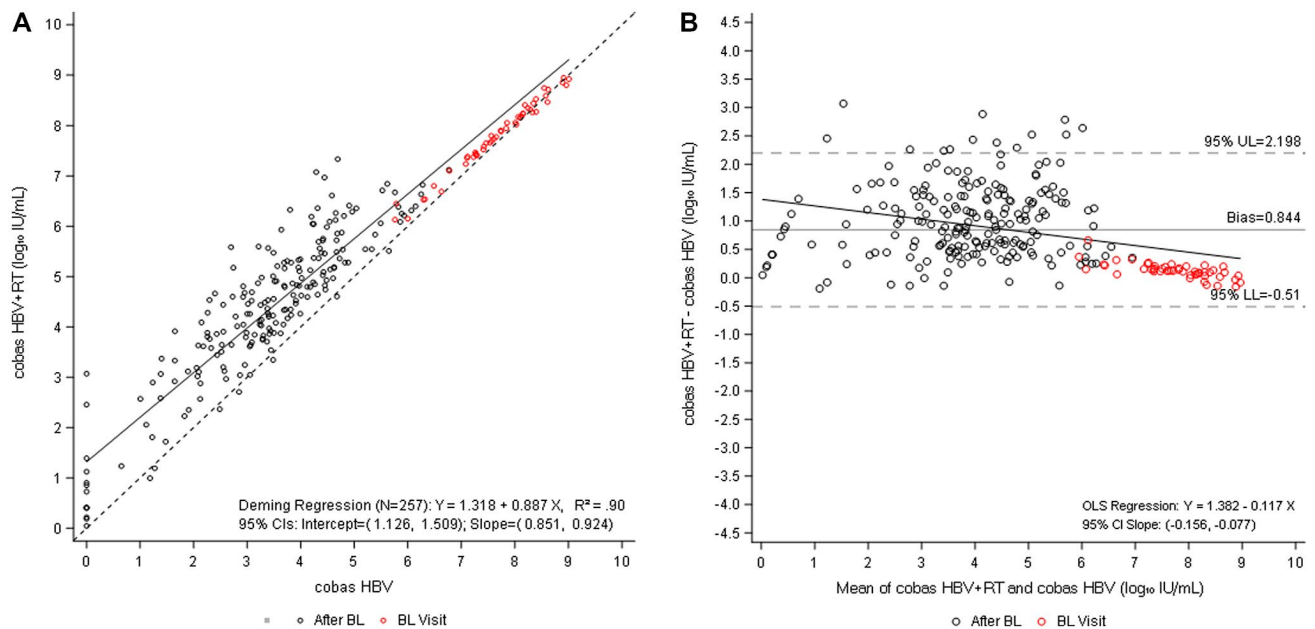 A
10
9
8
7
6
5
4
3
2
1
0
cobas HBV+RT (log₁₀ IU/mL)
Deming Regression (N=257): Y = 1.318 + 0.887 X, R² = .90
95% CIs: Intercept=( 1.126, 1.509); Slope=( 0.851, 0.924)
0 1 2 3 4 5 6 7 8 9 10
cobas HBV
After BL BL Visit
B
4.5
4.0
3.5
3.0
2.5
2.0
1.5
1.0
0.5
0.0
-0.5
-1.0
-1.5
-2.0
-2.5
-3.0
-3.5
-4.0
-4.5
cobas HBV+RT - cobas HBV (log₁₀ IU/mL)
95% UL=2.198
Bias=0.844
95% LL=-0.51
OLS Regression: Y = 1.382 - 0.117 X
95% CI Slope: (-0.156, -0.077)
0 1 2 3 4 5 6 7 8 9 10
Mean of cobas HBV+RT and cobas HBV (log₁₀ IU/mL)
After BL BL Visit